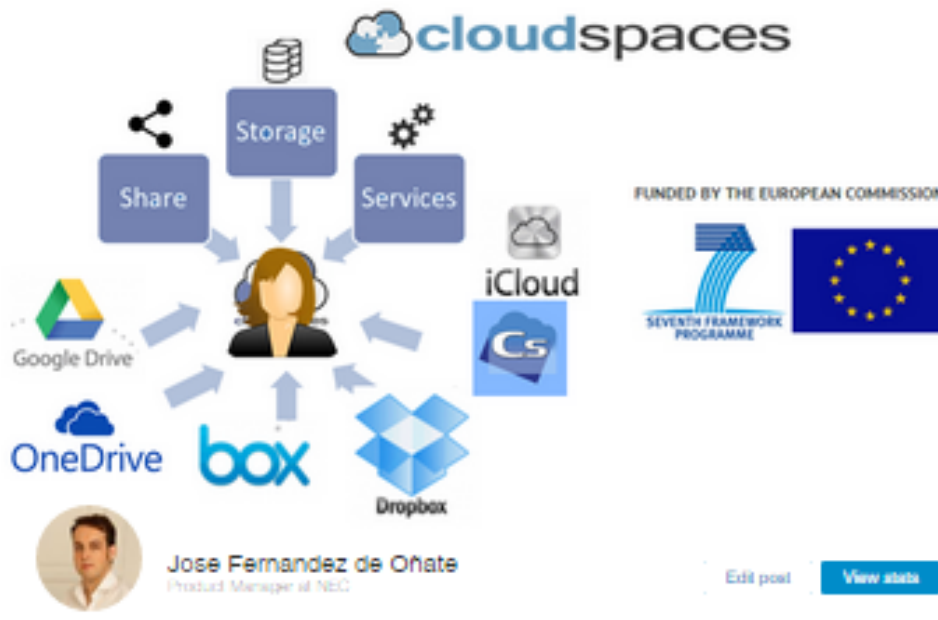 cloudspaces
Storage
Share
Services
FUNDED BY THE EUROPEAN COMMISSION
iCloud
SEVENTH FRAMEWORK
PROGRAMME
Cs
Google Drive
OneDrive
box
Dropbox
Jose Fernandez de Oñate
Product Manager at NEC
Edit post
View stats